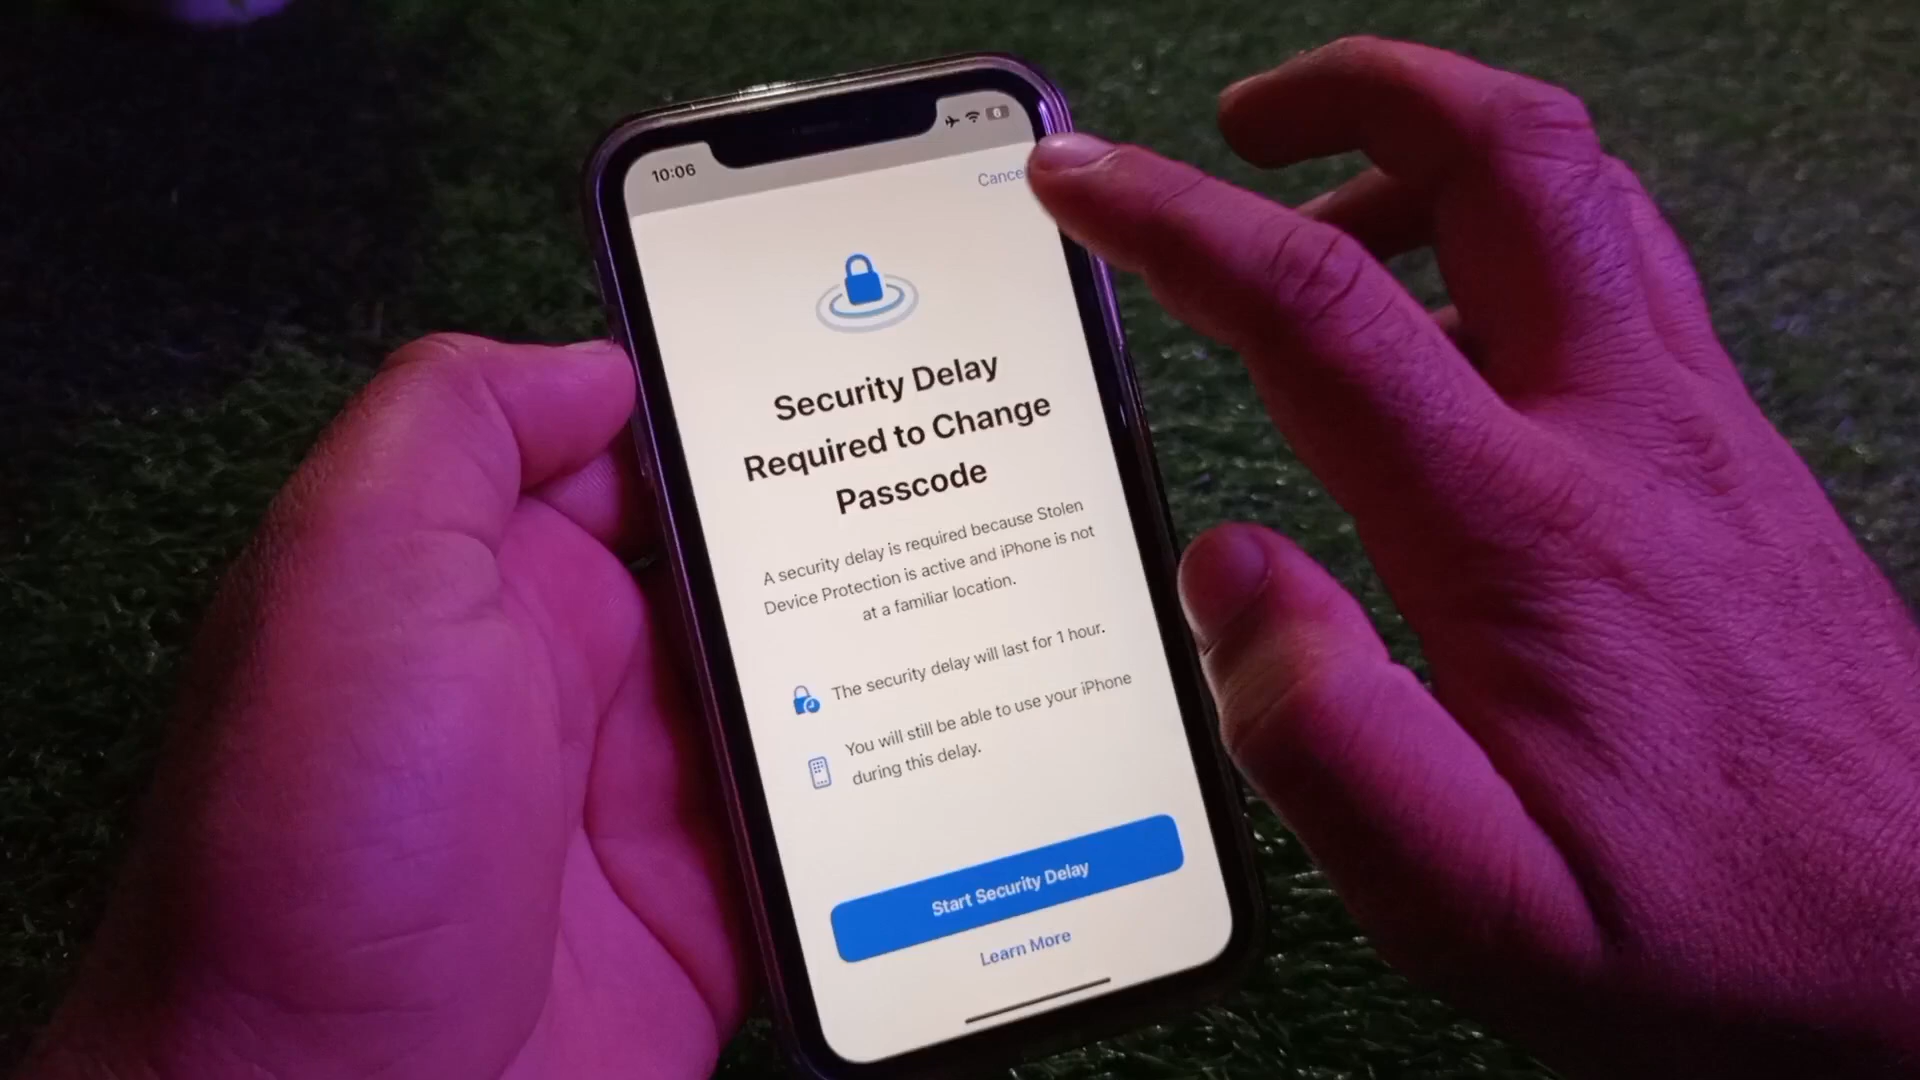 10:06
6
Cance
Security Delay
Required to Change
Passcode
A security delay is required because Stolen
Device Protection is active and iPhone is not
at a familiar location.
The security delay will last for 1 hour.
You will still be able to use your iPhone
during this delay.
Start Security Delay
Learn More